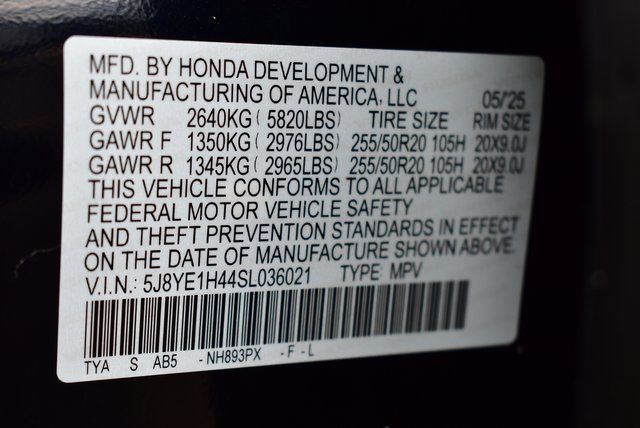 MFD. BY HONDA DEVELOPMENT &
MANUFACTURING OF AMERICA, LLC 05/'25
GVWR 2640KG ( 5820LBS) TIRE SIZE RIM SIZE
GAWR F 1350KG ( 2976LBS) 255/50R20 105H 20X9.0J
GAWR R 1345KG ( 2965LBS) 255/50R20 105H 20X9.0J
THIS VEHICLE CONFORMS TO ALL APPLICABLE
FEDERAL MOTOR VEHICLE SAFETY
AND THEFT PREVENTION STANDARDS IN EFFECT
ON THE DATE OF MANUFACTURE SHOWN ABOVE.
V.I.N.: 5J8YE1H44SL036021 TYPE: MPV
TYA S AB5 - NH893PX - F - L